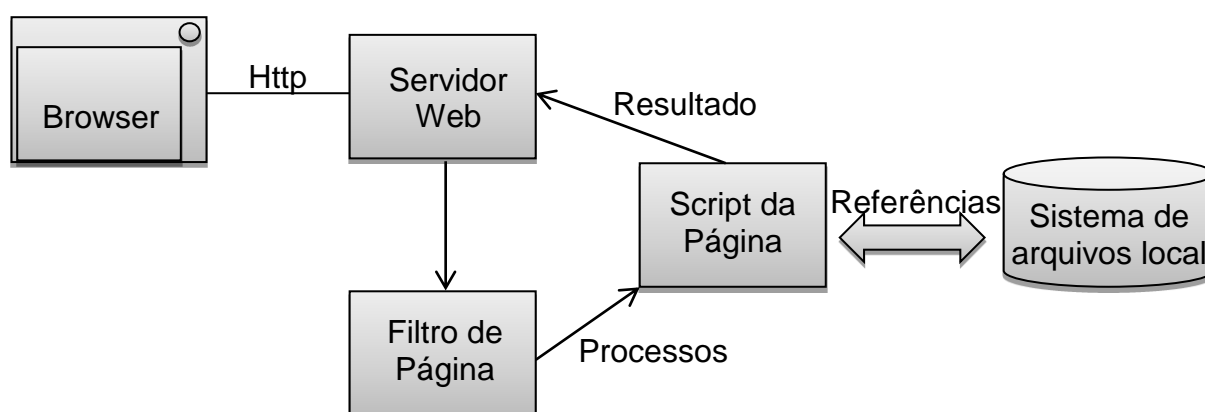 Browser
Http
Servidor
Web
Resultado
Script da
Página
Referências
Sistema de
arquivos local
Filtro de
Página
Processos